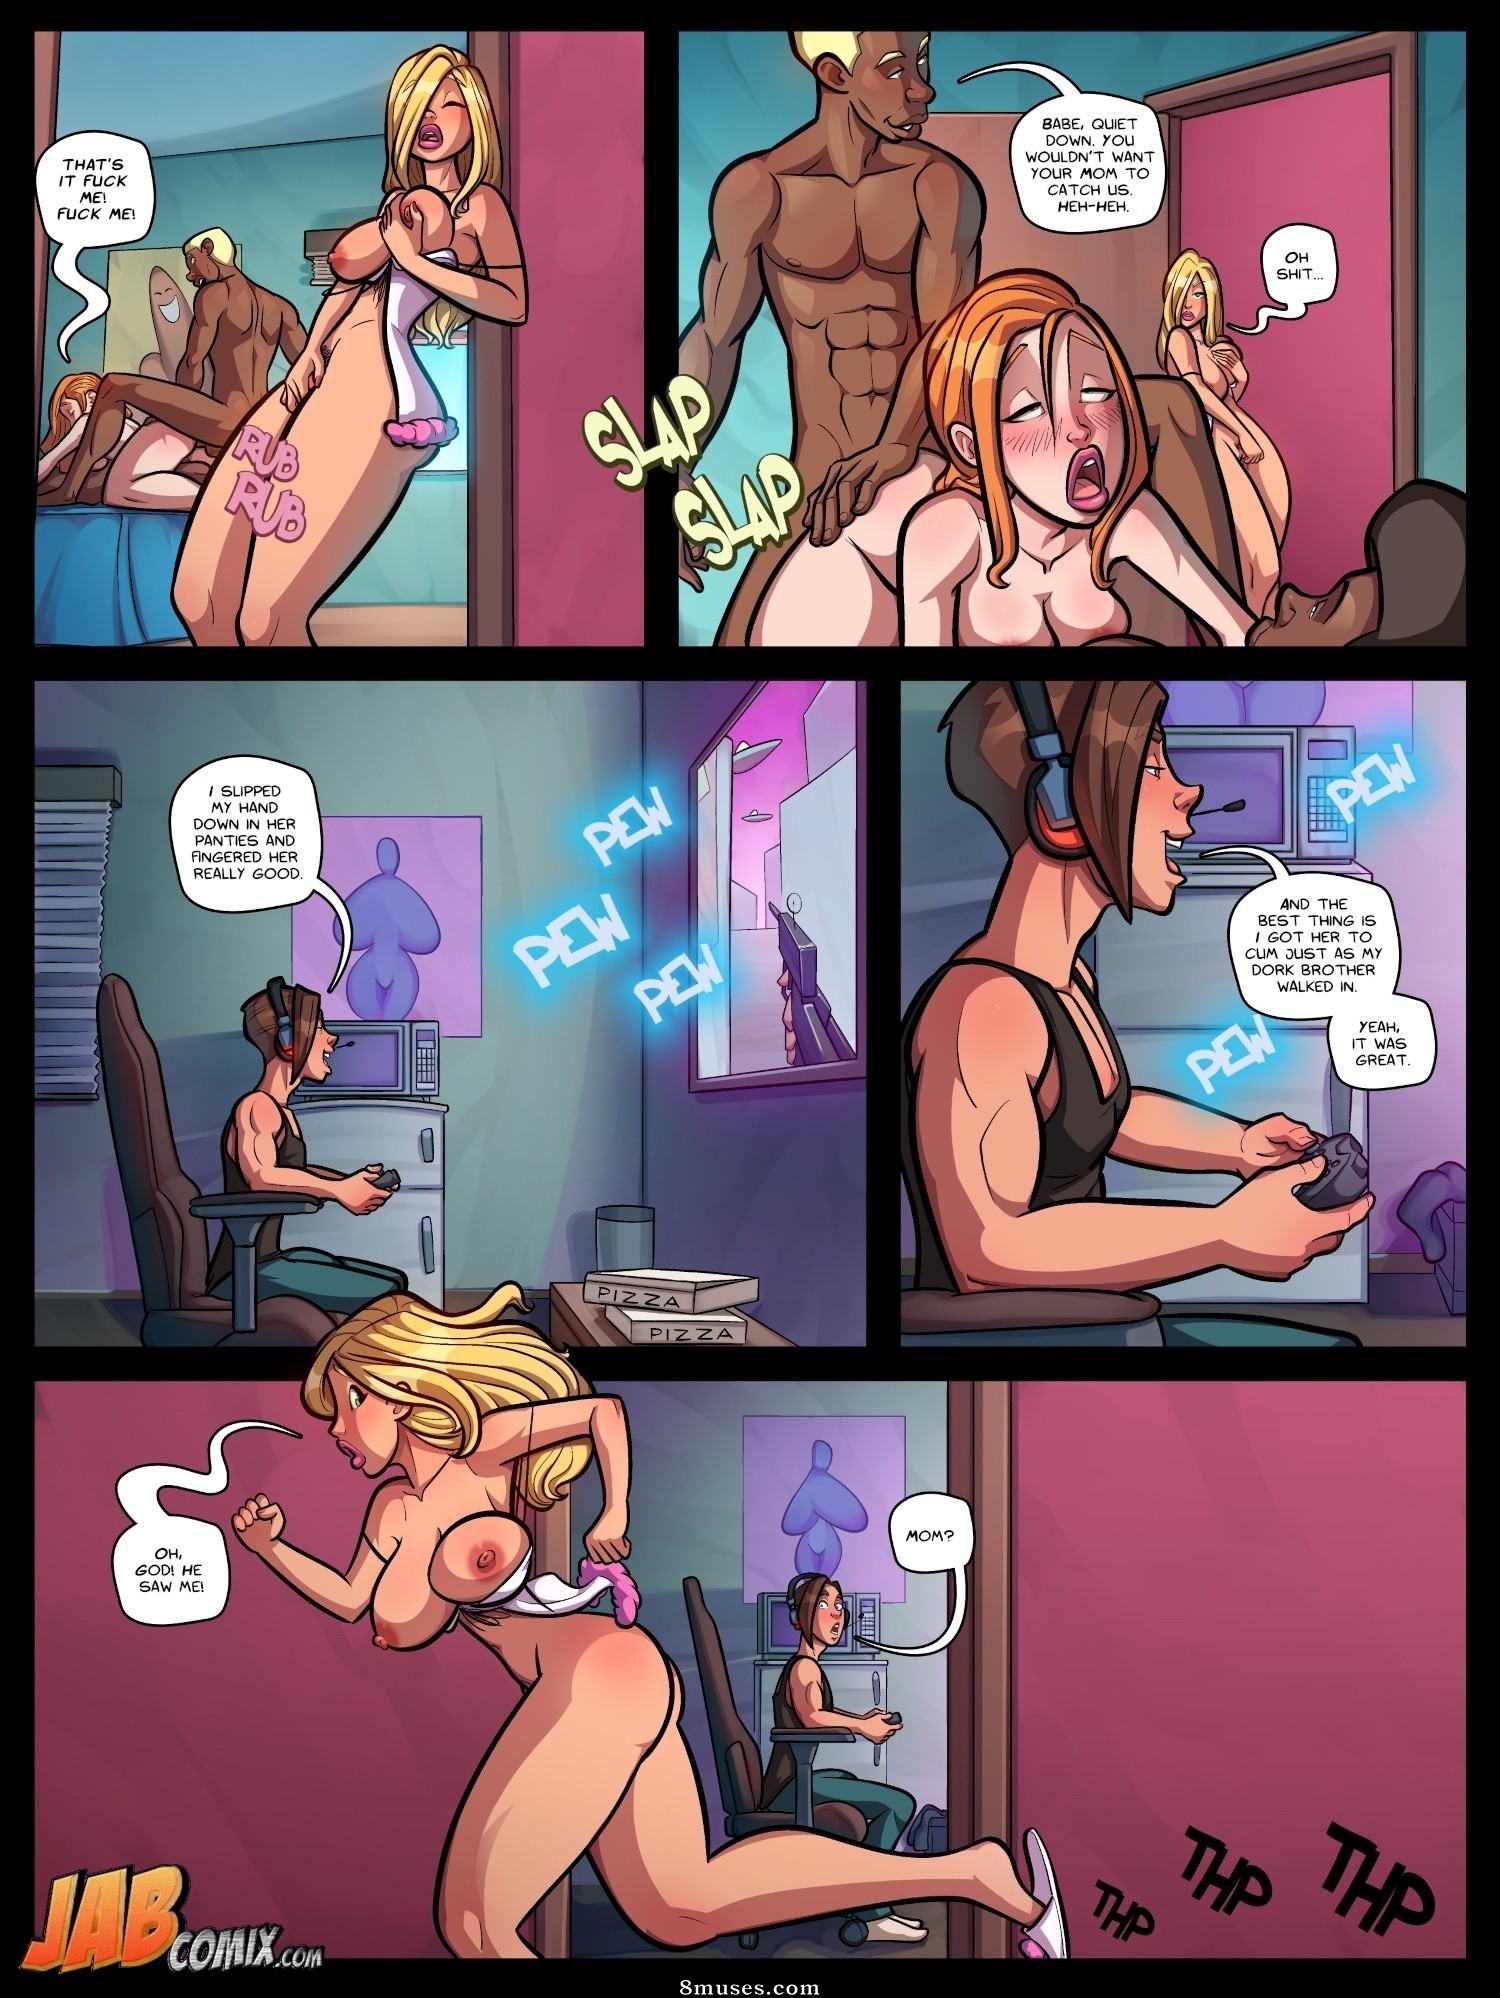 THAT'S
IT FUCK
ME!
FUCK ME!
RUB
RUB
BABE, QUIET
DOWN. YOU
WOULDN'T WANT
YOUR MOM TO
CATCH US.
HEH-HEH.
OH
SHIT...
SLAP
SLAP
I SLIPPED
MY HAND
DOWN IN HER
PANTIES AND
FINGERED HER
REALLY GOOD.
PEW
PEW
PEW
PIZZA
PIZZA
PEW
AND THE
BEST THING IS
I GOT HER TO
CUM JUST AS MY
DORK BROTHER
WALKED IN.
YEAH,
IT WAS
GREAT.
PEW
OH,
GOD! HE
SAW ME!
MOM?
THP
THP
THP
JAB
COMIX.COM
8muses.com